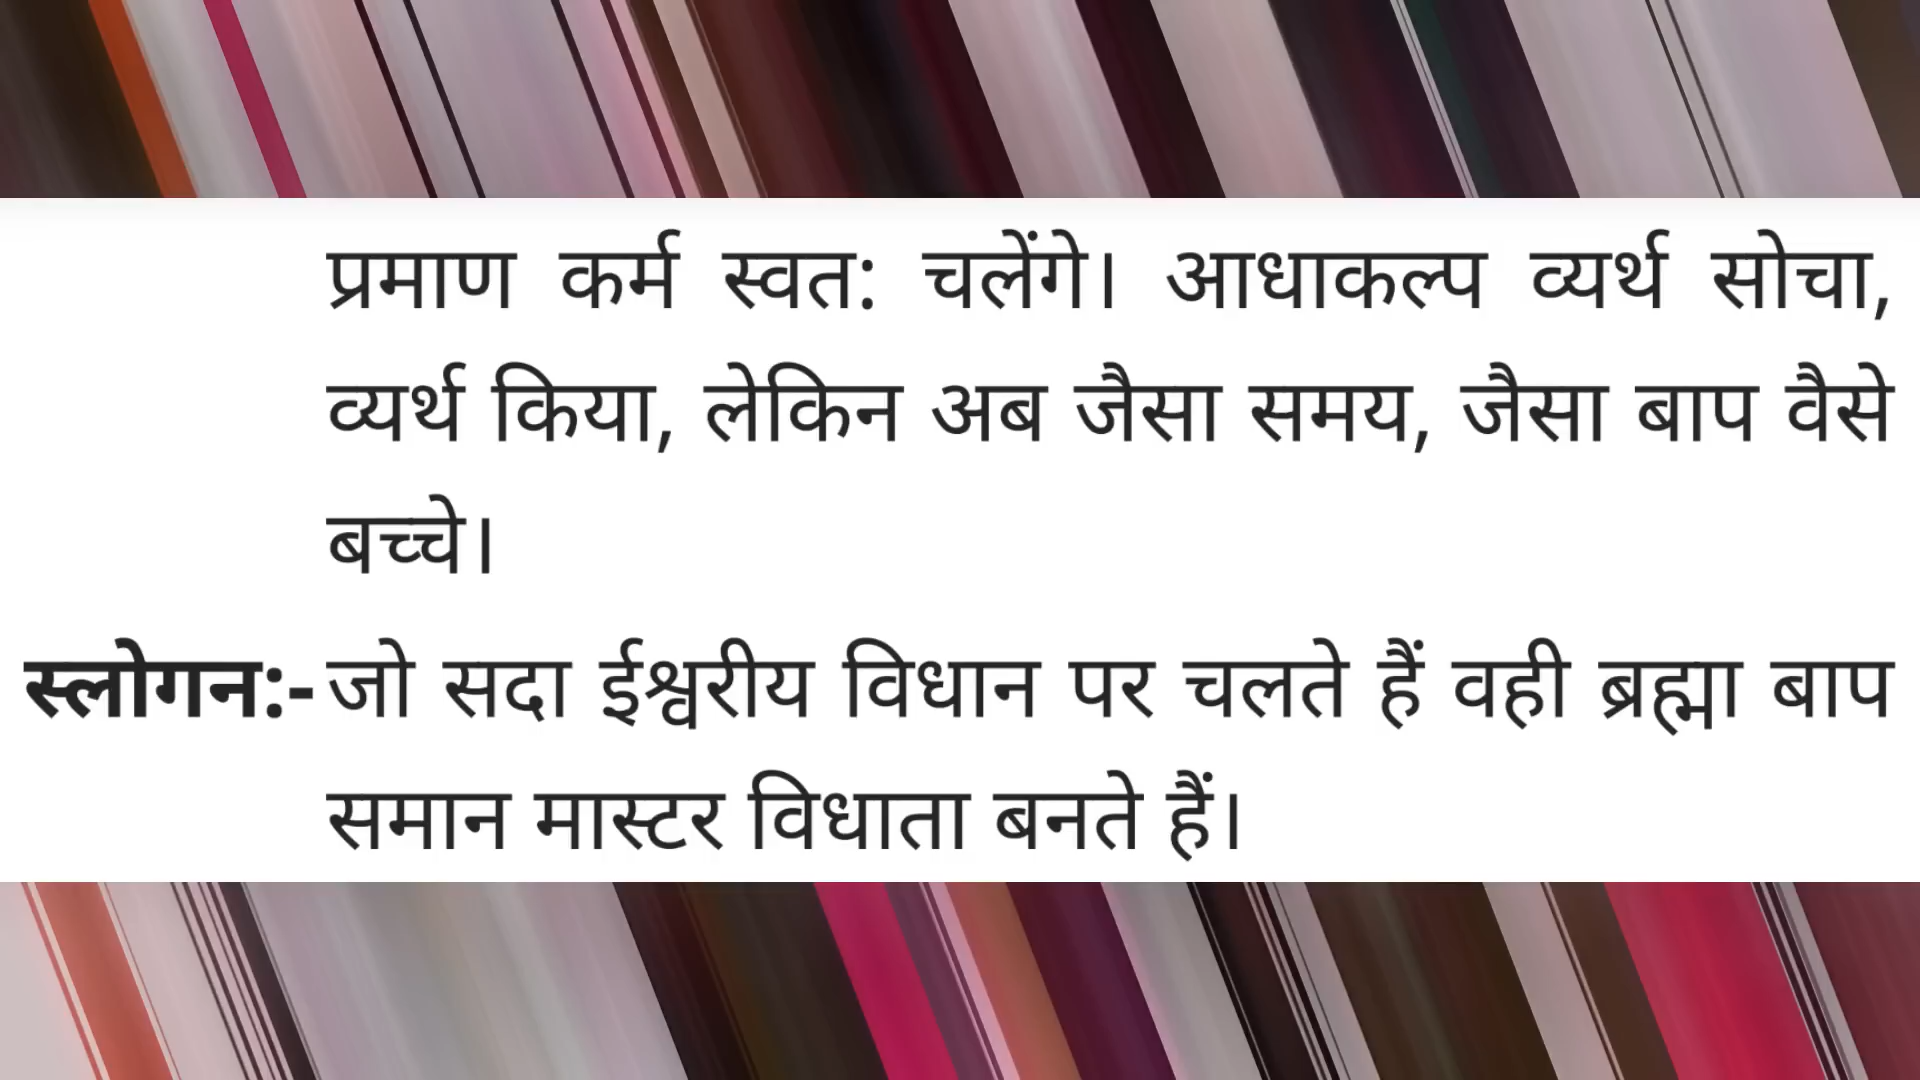 प्रमाण कर्म स्वत: चलेंगे। आधाकल्प व्यर्थ सोचा,
व्यर्थ किया, लेकिन अब जैसा समय, जैसा बाप वैसे
बच्चे।
स्लोगन:- जो सदा ईश्वरीय विधान पर चलते हैं वही ब्रह्मा बाप
समान मास्टर विधाता बनते हैं।